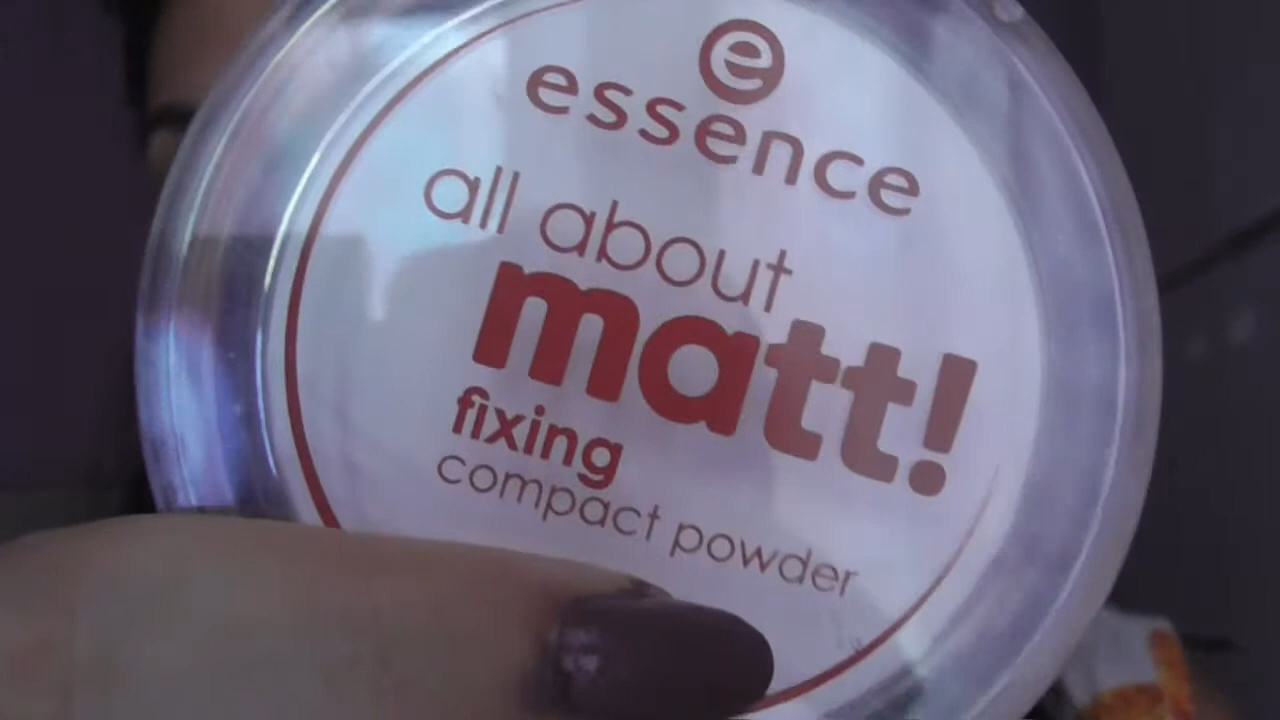 e
essence
all about
matt!
fixing
compact powder